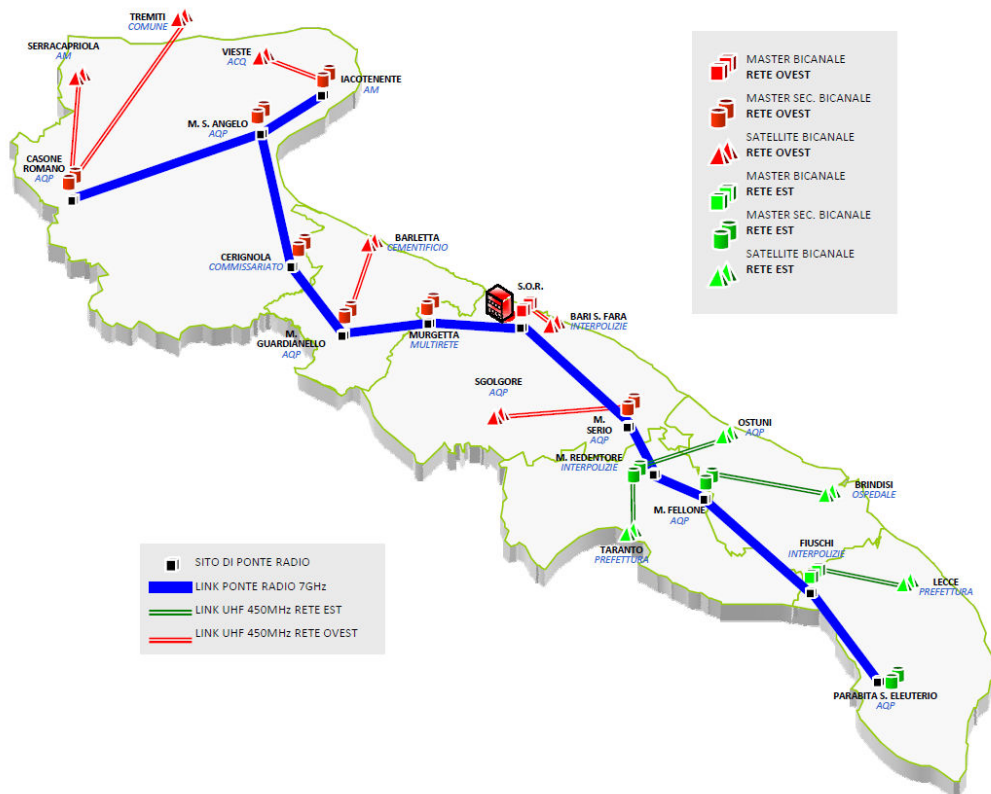 TREMITI
COMUNE
SERRACAPRIOLA
AM
VIESTE
ACQ
IACOTENENTE
AM
M. S. ANGELO
AQP
CASONE
ROMANO
AQP
CERIGNOLA
COMMISSARIATO
BARLETTA
CEMENTIFICIO
M.
GUARDIANELLO
AQP
MURGETTA
MULTIRETE
S.O.R.
BARI S. FARA
INTERPOLIZIE
SGOLGORE
AQP
M.
SERIO
AQP
OSTUNI
AQP
M. REDENTORE
INTERPOLIZIE
BRINDISI
OSPEDALE
M. FELLONE
AQP
TARANTO
PREFETTURA
FIUSCHI
INTERPOLIZIE
LECCE
PREFETTURA
PARABITA S. ELEUTERIO
AQP
MASTER BICANALE
RETE OVEST
MASTER SEC. BICANALE
RETE OVEST
SATELLITE BICANALE
RETE OVEST
MASTER BICANALE
RETE EST
MASTER SEC. BICANALE
RETE EST
SATELLITE BICANALE
RETE EST
SITO DI PONTE RADIO
LINK PONTE RADIO 7GHz
LINK UHF 450MHz RETE EST
LINK UHF 450MHz RETE OVEST